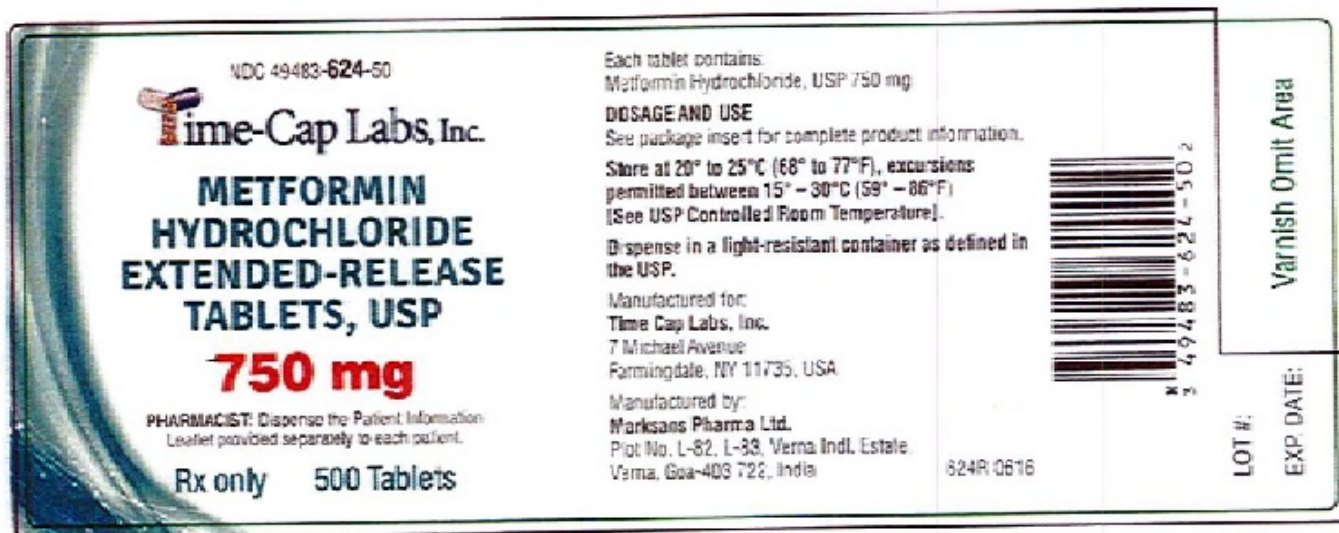 NDC 49483-624-50
Time-Cap Labs, Inc.
METFORMIN
HYDROCHLORIDE
EXTENDED-RELEASE
TABLETS, USP
750 mg
PHARMACIST: Dispense the Patient Information
Leaflet provided separately to each patient.
Rx only 500 Tablets
Each tablet contains:
Metformin Hydrochloride, USP 750 mg
DOSAGE AND USE
See package insert for complete product information.
Store at 20° to 25°C (68° to 77°F), excursions
permitted between 15° – 30°C (59° – 86°F)
[See USP Controlled Room Temperature].
Dispense in a light-resistant container as defined in
the USP.
Manufactured for:
Time Cap Labs, Inc.
7 Michael Avenue
Farmingdale, NY 11735, USA
Manufactured by:
Marksans Pharma Ltd.
Plot No. L-82, L-83, Verna Indl. Estate
Verna, Goa-403 722, India
624R 0616
N
3 49483-624-50 2
LOT #:
EXP. DATE:
Varnish Omit Area